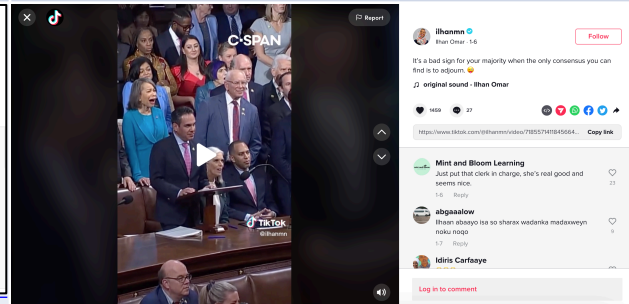 Report
C-SPAN
TikTok
@ilhanmn
ilhanmn
Ilhan Omar · 1-6
Follow
It's a bad sign for your majority when the only consensus you can
find is to adjourn. 😄
♫ original sound - Ilhan Omar
1459
27
https://www.tiktok.com/@ilhanmn/video/7185571411845664...
Copy link
Mint and Bloom Learning
Just put that clerk in charge, she's real good and
seems nice.
1-6 Reply
23
abgaaalow
Ilhaan abaayo isa so sharax wadanka madaxweyn
noku noqo
1-7 Reply
6
Idiris Carfaaye
Log in to comment